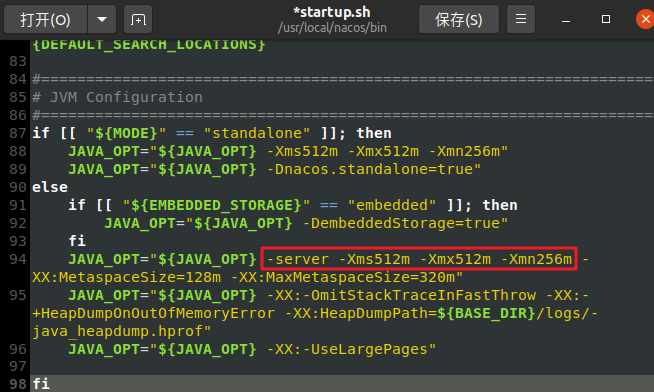 打开(O)
*startup.sh
/usr/local/nacos/bin
保存(S)
{DEFAULT_SEARCH_LOCATIONS}
83
84 #====================================================================
85 # JVM Configuration
86 #====================================================================
87 if [[ "${MODE}" == "standalone" ]]; then
88     JAVA_OPT="${JAVA_OPT} -Xms512m -Xmx512m -Xmn256m"
89     JAVA_OPT="${JAVA_OPT} -Dnacos.standalone=true"
90 else
91     if [[ "${EMBEDDED_STORAGE}" == "embedded" ]]; then
92         JAVA_OPT="${JAVA_OPT} -DembeddedStorage=true"
93     fi
94     JAVA_OPT="${JAVA_OPT} -server -Xms512m -Xmx512m -Xmn256m -
XX:MetaspaceSize=128m -XX:MaxMetaspaceSize=320m"
95     JAVA_OPT="${JAVA_OPT} -XX:-OmitStackTraceInFastThrow -XX:-
+HeapDumpOnOutOfMemoryError -XX:HeapDumpPath=${BASE_DIR}/logs/-
java_heapdump.hprof"
96     JAVA_OPT="${JAVA_OPT} -XX:-UseLargePages"
97
98 fi